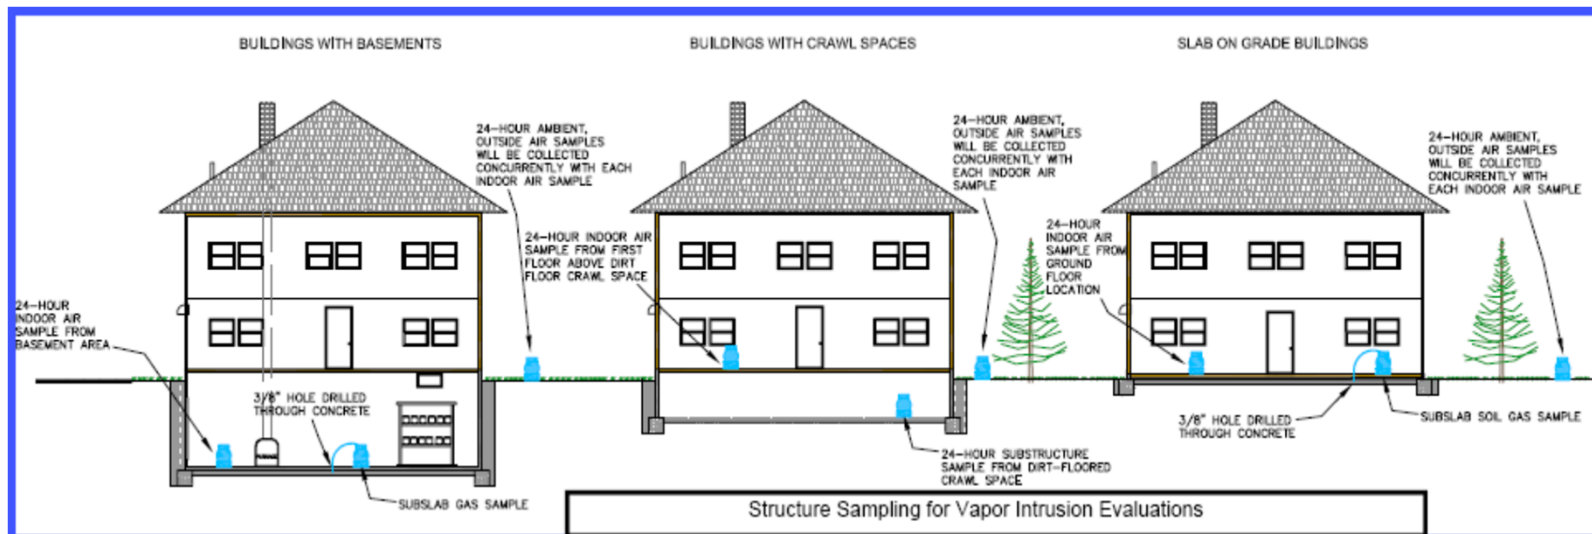 BUILDINGS WITH BASEMENTS
BUILDINGS WITH CRAWL SPACES
SLAB ON GRADE BUILDINGS
24-HOUR AMBIENT,
OUTSIDE AIR SAMPLES
WILL BE COLLECTED
CONCURRENTLY WITH EACH
INDOOR AIR SAMPLE
24-HOUR AMBIENT,
OUTSIDE AIR SAMPLES
WILL BE COLLECTED
CONCURRENTLY WITH
EACH INDOOR AIR
SAMPLE
24-HOUR AMBIENT,
OUTSIDE AIR SAMPLES
WILL BE COLLECTED
CONCURRENTLY WITH
EACH INDOOR AIR SAMPLE
24-HOUR INDOOR AIR
SAMPLE FROM FIRST
FLOOR ABOVE DIRT
FLOOR CRAWL SPACE
24-HOUR
INDOOR AIR
SAMPLE FROM
GROUND
FLOOR
LOCATION
24-HOUR
INDOOR AIR
SAMPLE FROM
BASEMENT AREA
3/8" HOLE DRILLED
THROUGH CONCRETE
SUBSLAB GAS SAMPLE
24-HOUR SUBSTRUCTURE
SAMPLE FROM DIRT-FLOORED
CRAWL SPACE
3/8" HOLE DRILLED
THROUGH CONCRETE
SUBSLAB SOIL GAS SAMPLE
Structure Sampling for Vapor Intrusion Evaluations